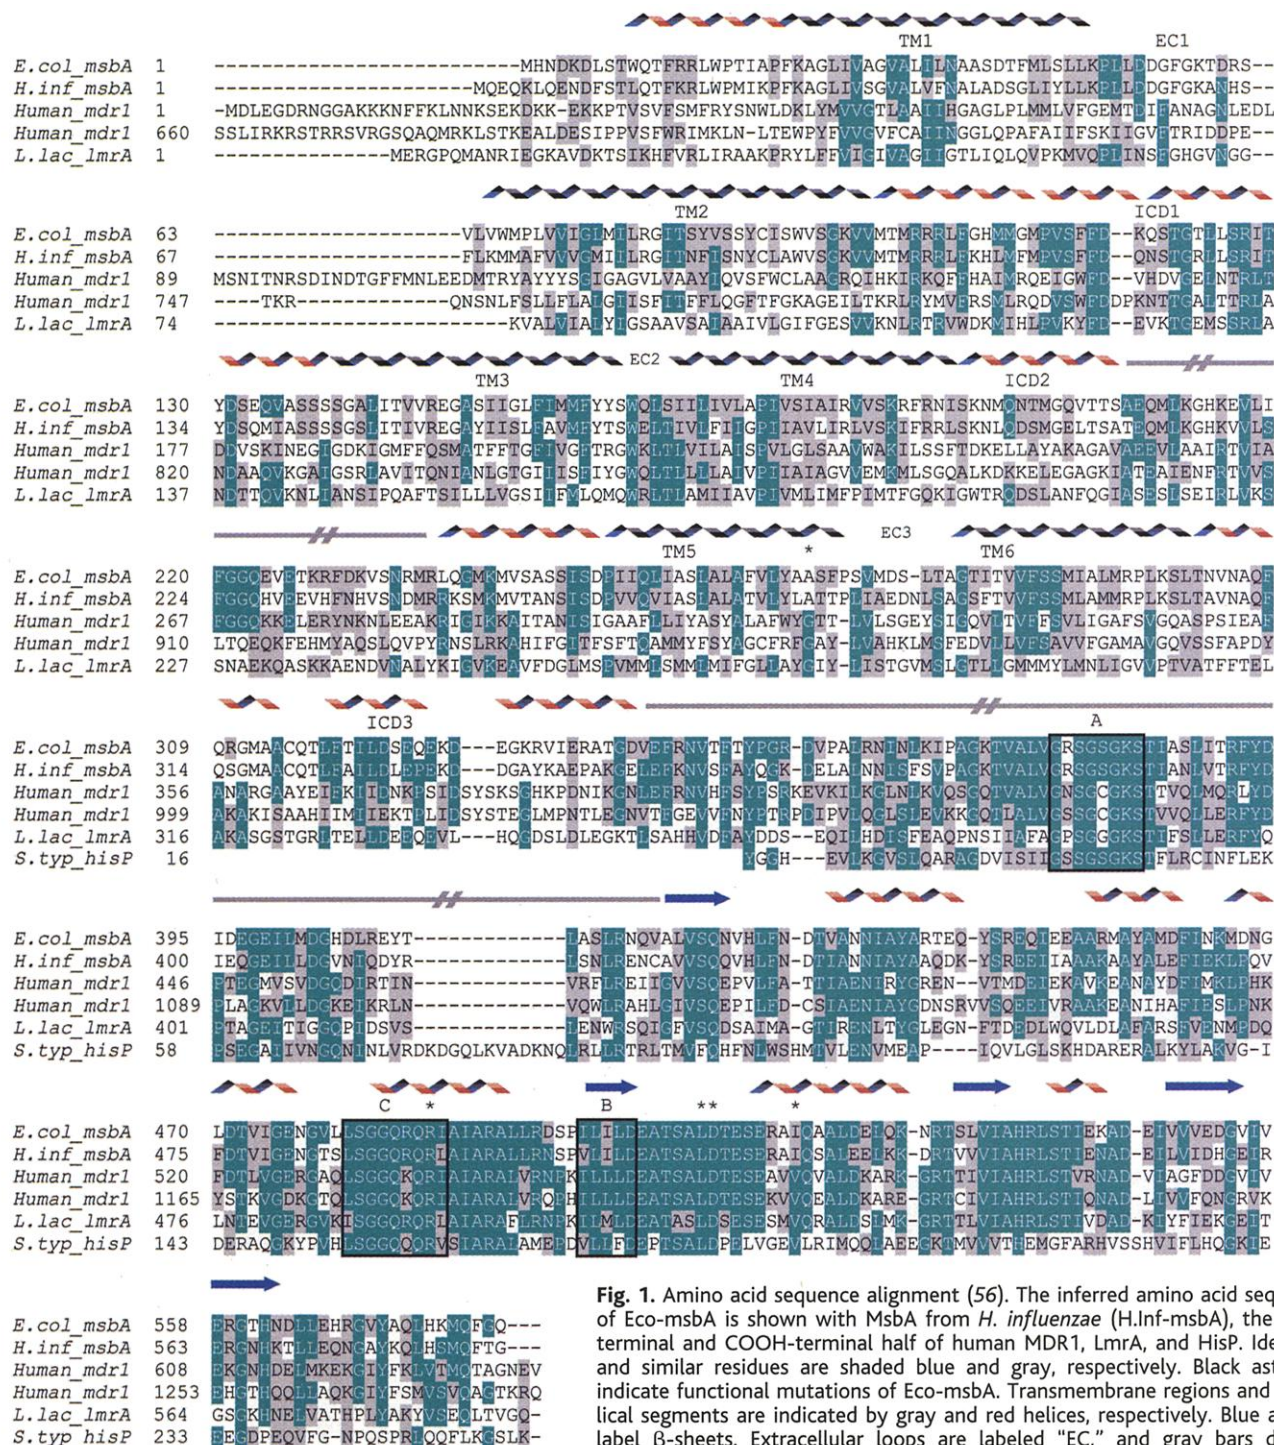 TM1 EC1
E.col_msbA 1 --------------------------MHNDKDLSTWQTFRRLWPTIAPFKAGLIVAGVALILNAASDTFMLSLLKPLLDDGFGKTDRS--
H.inf_msbA 1 ----------------------MQEQKLQENDFSTLQTFKRLWPMIKPFKAGLIVSGVALVFNALADSGLIYLLKPLLDDGFGKANHS--
Human_mdr1 1 -MDLEGDRNGGAKKKNFFKLNNKSEKDKK-EKKPTVSVFSMFRYSNWLDKLYMVVGTLAAIIHGAGLPLMMLVFGEMTDIFANAGNLEDL
Human_mdr1 660 SSLIRKRSTRRSVRGSQAQMRKLSTKEALDESIPPVSFWRIMKLN-LTEWPYFVVGVFCAIINGGLQPAFAIIFSKIIGVFTRIDDPE--
L.lac_lmrA 1 ---------------MERGPQMANRIEGKAVDKTSIKHFVRLIRAAKPRYLFFVIGIVAGIIGTLIQLQVPKMVQPLINSFGHGVNGG--
TM2 ICD1
E.col_msbA 63 ---------------------VLVWMPLVVIGLMILRGITSYVSSYCISWVSGKVVMTMRRRLFGHMMGMPVSFFD--KQSTGTLLSRIT
H.inf_msbA 67 ---------------------FLKMMAFVVVGMIILRGITNFISNYCLAWVSGKVVMTMRRRLFKHLMFMPVSFFD--QNSTGRLLSRIT
Human_mdr1 89 MSNITNRSDINDTGFFMNLEEDMTRYAYYYSGIGAGVLVAAYIQVSFWCLAAGRQIHKIRKQFFHAIMRQEIGWFD--VHDVGELNTRLT
Human_mdr1 747 ----TKR-------------QNSNLFSLLFLALGIISFITFFLQGFTFGKAGEILTKRLRYMVFRSMLRQDVSWFDDPKNTTGALTTRLA
L.lac_lmrA 74 -------------------------KVALVIALYIGSAAVSAIAAIVLGIFGESVVKNLRTRVWDKMIHLPVKYFD--EVKTGEMSSRLA
EC2
TM3 TM4 ICD2
E.col_msbA 130 YDSEQVASSSSGALITVVREGASIIGLFIMMFYYSWQLSIILIVLAPIVSIAIRVVSKRFRNISKNMQNTMGQVTTSAEQMLKGHKEVLI
H.inf_msbA 134 YDSQMIASSSSGSLITIVREGAYIISLFAVMFYTSWELTIVLFIIGPIIAVLIRLVSKIFRRLSKNLQDSMGELTSATEQMLKGHKVVLS
Human_mdr1 177 DDVSKINEGIGDKIGMFFQSMATFFTGFIVGFTRGWKLTLVILAISPVLGLSAAVWAKILSSFTDKELLAYAKAGAVAEEVLAAIRTVIA
Human_mdr1 820 NDAAQVKGAIGSRLAVITQNIANLGTGIIISFIYGWQLTLLLLAIVPIIAIAGVVEMKMLSGQALKDKKELEGAGKIATEAIENFRTVVS
L.lac_lmrA 137 NDTTQVKNLIANSIPQAFTSILLLVGSIIFMLQMQWRLTLAMIIAVPIVMLIMFPIMTFGQKIGWTRQDSLANFQGIASESLSEIRLVKS
EC3
TM5 * TM6
E.col_msbA 220 FGGQEVETKRFDKVSNRMRLQGMKMVSASSISDPIIQLIASLALAFVLYAASFPSVMDS-LTAGTITVVFSSMIALMRPLKSLTNVNAQF
H.inf_msbA 224 FGGQHVEEVHFNHVSNDMRRKSMKMVTANSISDPVVQVIASLALATVLYLATTPLIAEDNLSAGSFTVVFSSMLAMMRPLKSLTAVNAQF
Human_mdr1 267 FGGQKKELERYNKNLEEAKRIGIKKAITANISIGAAFLLIYASYALAFWYGTT-LVLSGEYSIGQVLTVFFSVLIGAFSVGQASPSIEAF
Human_mdr1 910 LTQEQKFEHMYAQSLQVPYRNSLRKAHIFGITFSFTQAMMYFSYAGCFRFGAY-LVAHKLMSFEDVLLVFSAVVFGAMAVGQVSSFAPDY
L.lac_lmrA 227 SNAEKQASKKAENDVNALYKIGVKEAVFDGLMSPVMMLSMMLMIFGLLAYGIY-LISTGVMSLGTLLGMMMYLMNLIGVVPTVATFFTEL
ICD3 A
E.col_msbA 309 QRGMAACQTLFTILDSEQEKD---EGKRVIERATGDVEFRNVTFTYPGR-DVPALRNINLKIPAGKTVALVGRSGSGKSTIASLITRFYD
H.inf_msbA 314 QSGMAACQTLFAILDLEPEKD---DGAYKAEPAKGELEFKNVSFAYQGK-DELALNNISFSVPAGKTVALVGRSGSGKSTIANLVTRFYD
Human_mdr1 356 ANARGAAYEIFKIIDNKPSIDSYSKSGHKPDNIKGNLEFRNVHFSYPSRKEVKILKGLNLKVQSGQTVALVGNSGCGKSTTVQLMQRLYD
Human_mdr1 999 AKAKISAAHIIMIIEKTPLIDSYSTEGLMPNTLEGNVTFGEVVFNYPTRPDIPVLQGLSLEVKKGQTLALVGSSGCGKSTVVQLLERFYD
L.lac_lmrA 316 AKASGSTGRLTELLDEEQEVL---HQGDSLDLEGKTLSAHHVDFAYDDS--EQILHDISFEAQPNSIIAFAGPSGGGKSTIFSLLERFYQ
S.typ_hisP 16 YGGH---EVLKGVSLQARAGDVISIIGSSGSGKSTFLRCINFLEK
E.col_msbA 395 IDEGEILMDGHDLREYT-------------LASLRNQVALVSQNVHLFN-DTVANNIAYARTEQ-YSREQIEEAARMAYAMDFINKMDNG
H.inf_msbA 400 IEQGEILLDGVNIQDYR-------------LSNLRENCAVVSQQVHLFN-DTIANNIAYAAQDK-YSREEIIAAAKAAYALEFIEKLPQV
Human_mdr1 446 PTEGMVSVDGQDIRTIN-------------VRFLREIIGVVSQEPVLFA-TTIAENIRYGREN-VTMDEIEKAVKEANAYDFIMKLPHK
Human_mdr1 1089 PLAGKVLLDGKEIKRLN-------------VQWLRAHLGIVSQEPILFD-CSIAENIAYGDNSRVVSQEEIVRAAKEANIHAFIESLPNK
L.lac_lmrA 401 PTAGEITIGGQPIDSVS-------------LENWRSQIGFVSQDSAIMA-GTIRENLTYGLEGN-FTDEDLWQVLDLAFARSFVENMPDQ
S.typ_hisP 58 PSEGAIIVNGQNINLVRDKDGQLKVADKNQLRLLRTRLTMVFQHFNLWSHMTVLENVMEAP----IQVLGLSKHDARERALKYLAKVG-I
C * B ** *
E.col_msbA 470 LDTVIGENGVLLSGGQRQRIAIARALLRDSPILILDEATSALDTESERAIQAALDELQK-NRTSLVIAHRLSTIEKAD-EIVVVEDGVIV
H.inf_msbA 475 FDTVIGENGTSLSGGQRQRLAIARALLRNSPVLILDEATSALDTESERAIQSALEELKK-DRTVVVIAHRLSTIENAD-EILVIDHGEIR
Human_mdr1 520 FDTLVGERGAQLSGGQKQRIAIARALVRNPKILLLDEATSALDTESEAVVQVALDKARK-GRTTIVIAHRLSTVRNAD-VIAGFDDGVIV
Human_mdr1 1165 YSTKVGDKGTQLSGGQKQRIAIARALVRQPHILLLDEATSALDTESEKVVQEALDKARE-GRTCIVIAHRLSTIQNAD-LIVVFQNGRVK
L.lac_lmrA 476 LNTEVGERGVKISGGQRQRLAIARAFLRNPKILMLDEATASLDSESESMVQRALDSLMK-GRTTLVIAHRLSTIVDAD-KIYFIEKGEIT
S.typ_hisP 143 DERAQGKYPVHLSGGQQQRVSIARALAMEPDVLLFDEPTSALDPELVGEVLRIMQQLAEEGKTMVVVTHEMGFARHVSSHVIFLHQGKIE
E.col_msbA 558 ERGTHNDLLEHRGVYAQLHKMQFGQ---
H.inf_msbA 563 ERGNHKTLLEQNGAYKQLHSMQFTG---
Human_mdr1 608 EKGNHDELMKEKGIYFKLVTMQTAGNEV
Human_mdr1 1253 EHGTHQQLLAQKGIYFSMVSVQAGTKRQ
L.lac_lmrA 564 GSGKHNELVATHPLYAKYVSEQLTVGQ-
S.typ_hisP 233 EEGDPEQVFG-NPQSPRLQQFLKGSLK-
Fig. 1. Amino acid sequence alignment (56). The inferred amino acid seq
of Eco-msbA is shown with MsbA from H. influenzae (H.Inf-msbA), the
terminal and COOH-terminal half of human MDR1, LmrA, and HisP. Ide
and similar residues are shaded blue and gray, respectively. Black ast
indicate functional mutations of Eco-msbA. Transmembrane regions and
lical segments are indicated by gray and red helices, respectively. Blue a
label β-sheets. Extracellular loops are labeled "EC," and gray bars d